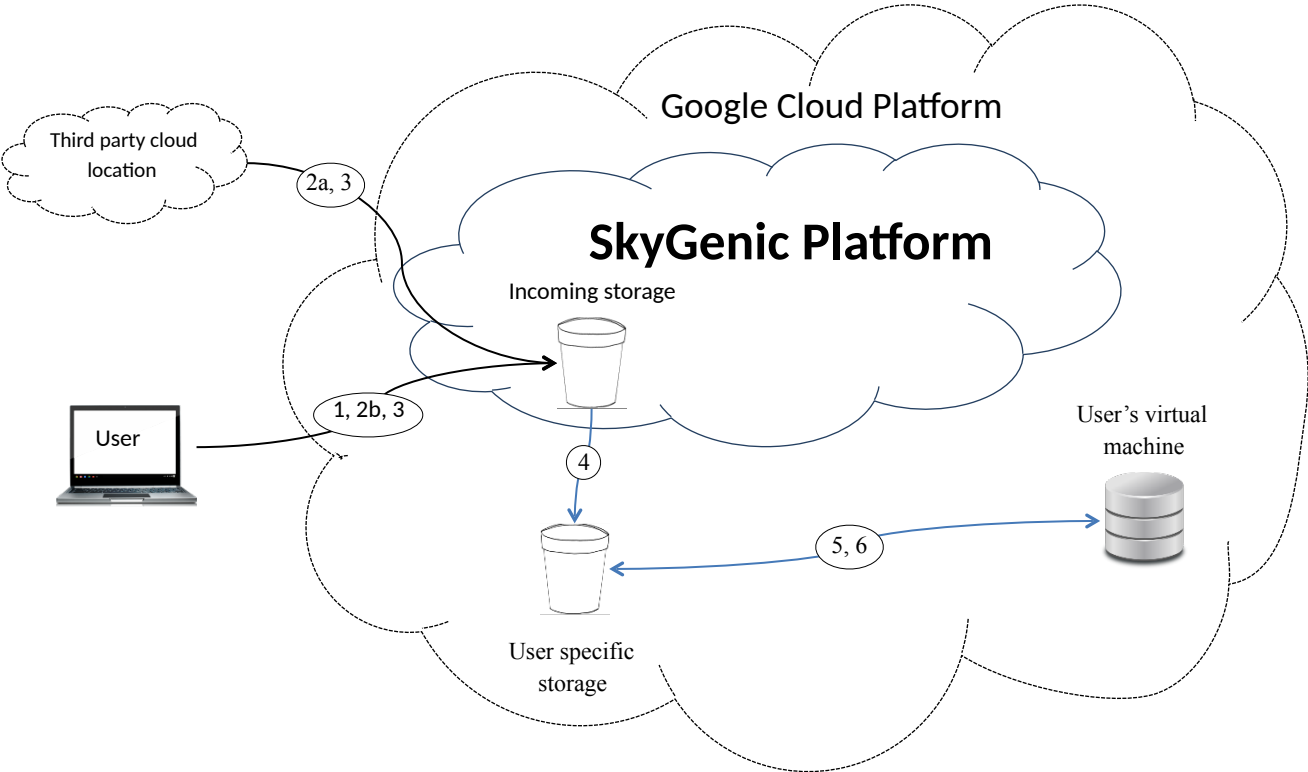 Google Cloud Platform
Third party cloud
location
2a, 3
SkyGenic Platform
Incoming storage
1, 2b, 3
User
User’s virtual
machine
4
5, 6
User specific
storage